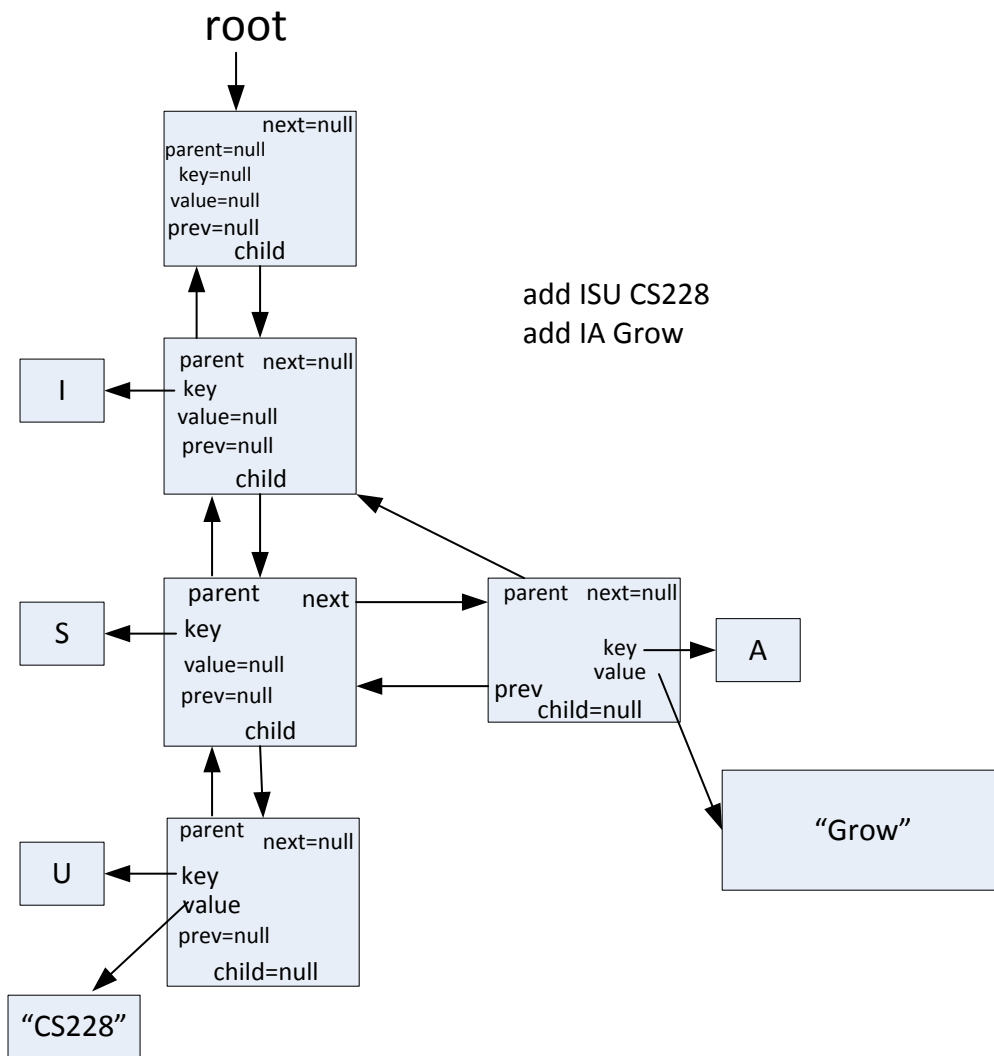 root
next=null
parent=null
key=null
value=null
prev=null
child
add ISU CS228
add IA Grow
parent next=null
I
key
value=null
prev=null
child
parent next
S
key
value=null
prev=null
child
parent next=null
key
A
value
prev
child=null
"Grow"
parent
next=null
U
key
value
prev=null
child=null
“CS228”